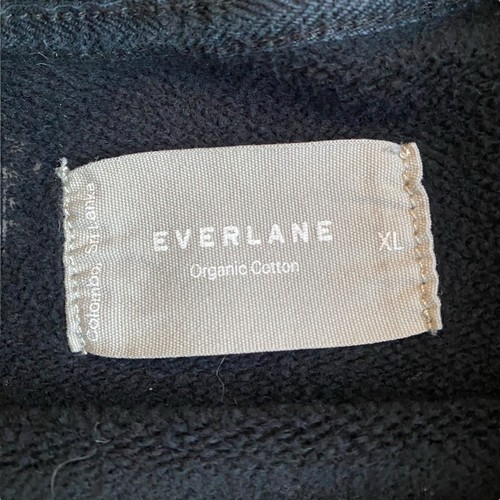 EVERLANE
Organic Cotton
XL
Colombo, Sri Lanka